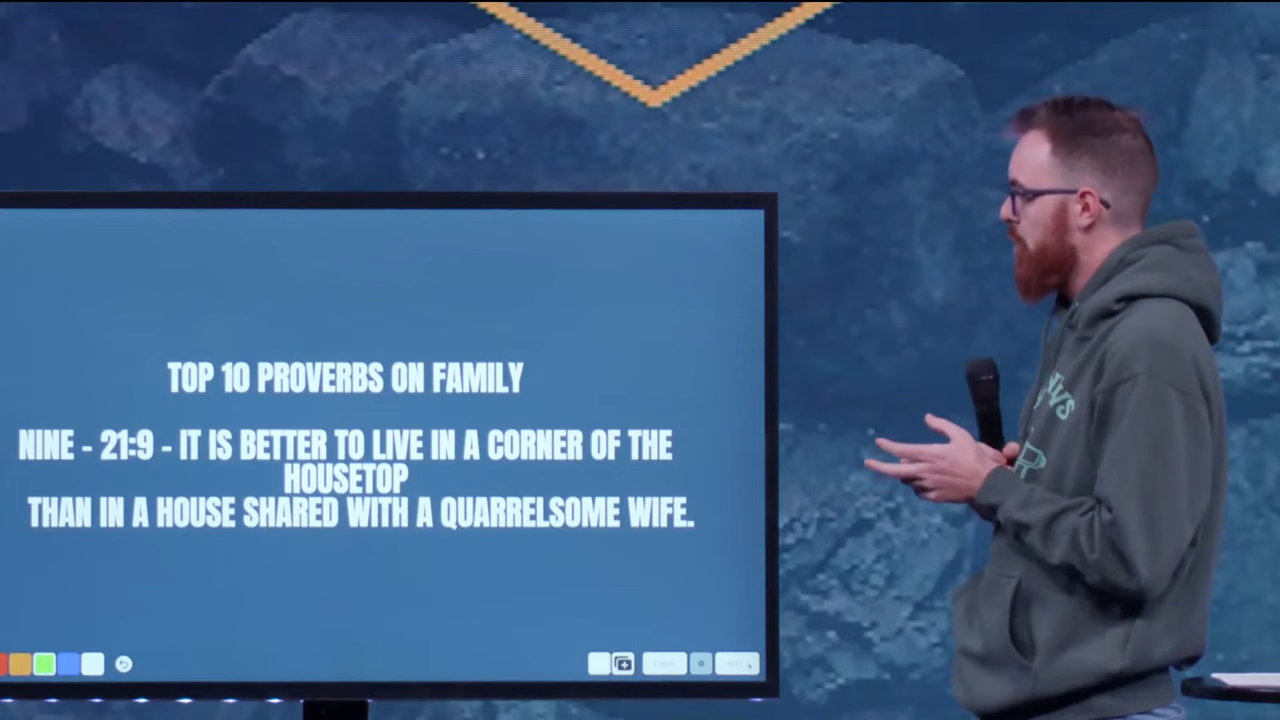 TOP 10 PROVERBS ON FAMILY
NINE - 21:9 - IT IS BETTER TO LIVE IN A CORNER OF THE
HOUSETOP
THAN IN A HOUSE SHARED WITH A QUARRELSOME WIFE.